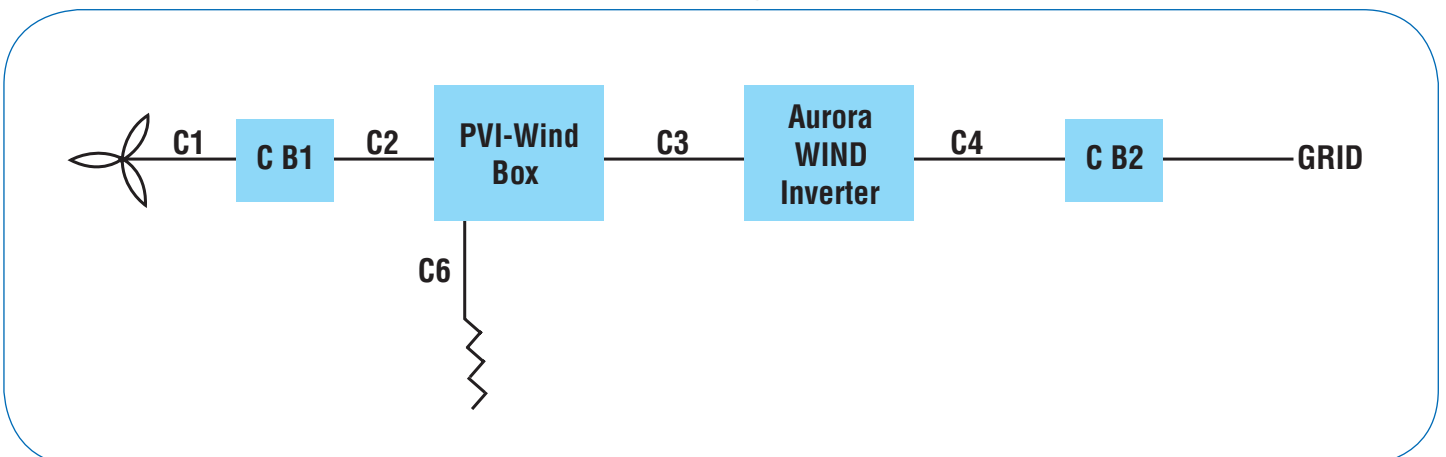 C1
C B1
C2
PVI-Wind
Box
C3
Aurora
WIND
Inverter
C4
C B2
GRID
C6